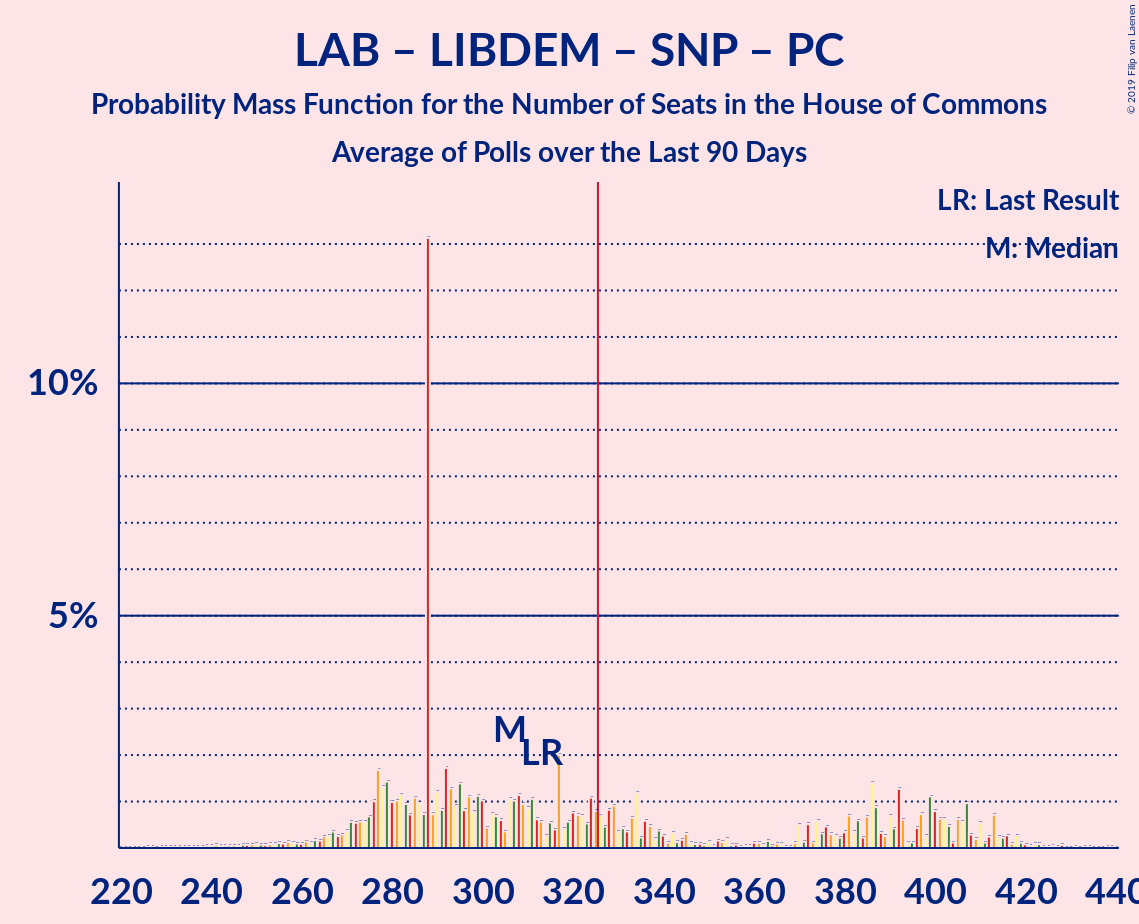 LAB – LIBDEM – SNP – PC
Probability Mass Function for the Number of Seats in the House of Commons
Average of Polls over the Last 90 Days
© 2019 Filip van Laenen
LR: Last Result
M: Median
10%
5%
M
LR
220 240 260 280 300 320 340 360 380 400 420 440